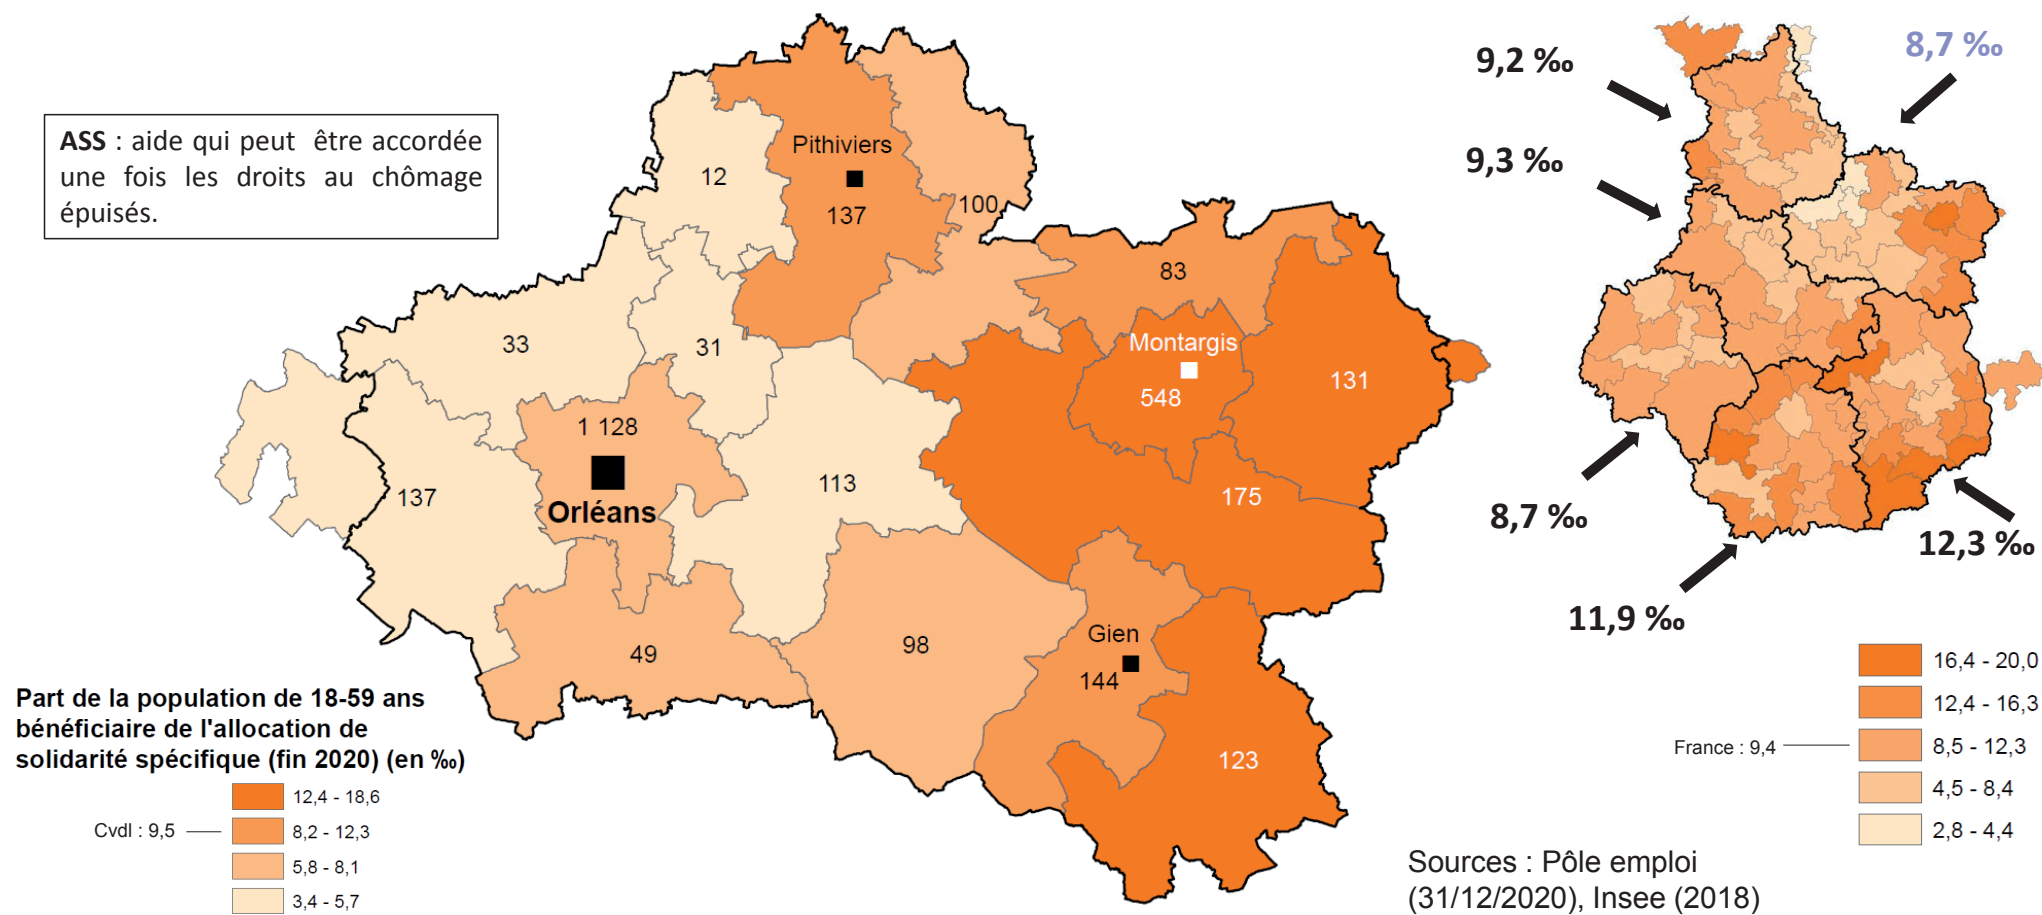 ASS : aide qui peut être accordée
une fois les droits au chômage
épuisés.
Pithiviers
12
137
100
83
33
31
Montargis
548
131
1 128
Orléans
137
113
175
49
98
Gien
144
123
Part de la population de 18-59 ans
bénéficiaire de l'allocation de
solidarité spécifique (fin 2020) (en ‰)
12,4 - 18,6
Cvdl : 9,5
8,2 - 12,3
5,8 - 8,1
3,4 - 5,7
9,2 ‰
8,7 ‰
9,3 ‰
8,7 ‰
12,3 ‰
11,9 ‰
16,4 - 20,0
12,4 - 16,3
France : 9,4
8,5 - 12,3
4,5 - 8,4
2,8 - 4,4
Sources : Pôle emploi
(31/12/2020), Insee (2018)